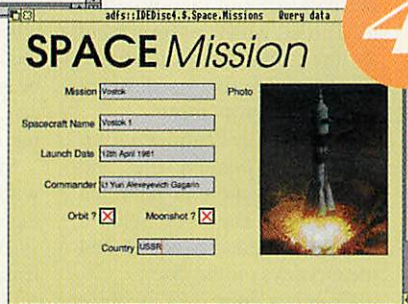 adfs::IDEDisc4.$.Space.Missions Query data
4
SPACE Mission
Mission Vostok Photo
Spacecraft Name Vostok 1
Launch Date 12th April 1961
Commander Lt Yuri Alexeyevich Gagarin
Orbit ? Moonshot ?
Country USSR